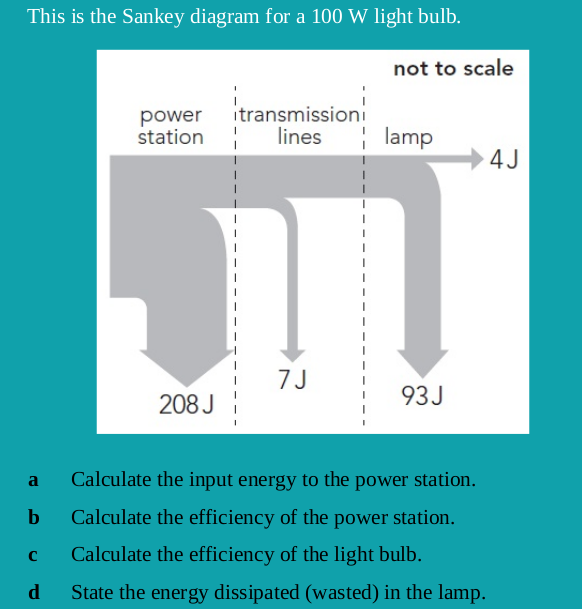 This is the Sankey diagram for a 100 W light bulb.
not to scale
power station
transmission lines
lamp
4 J
7 J
93 J
208 J
a Calculate the input energy to the power station.
b Calculate the efficiency of the power station.
c Calculate the efficiency of the light bulb.
d State the energy dissipated (wasted) in the lamp.